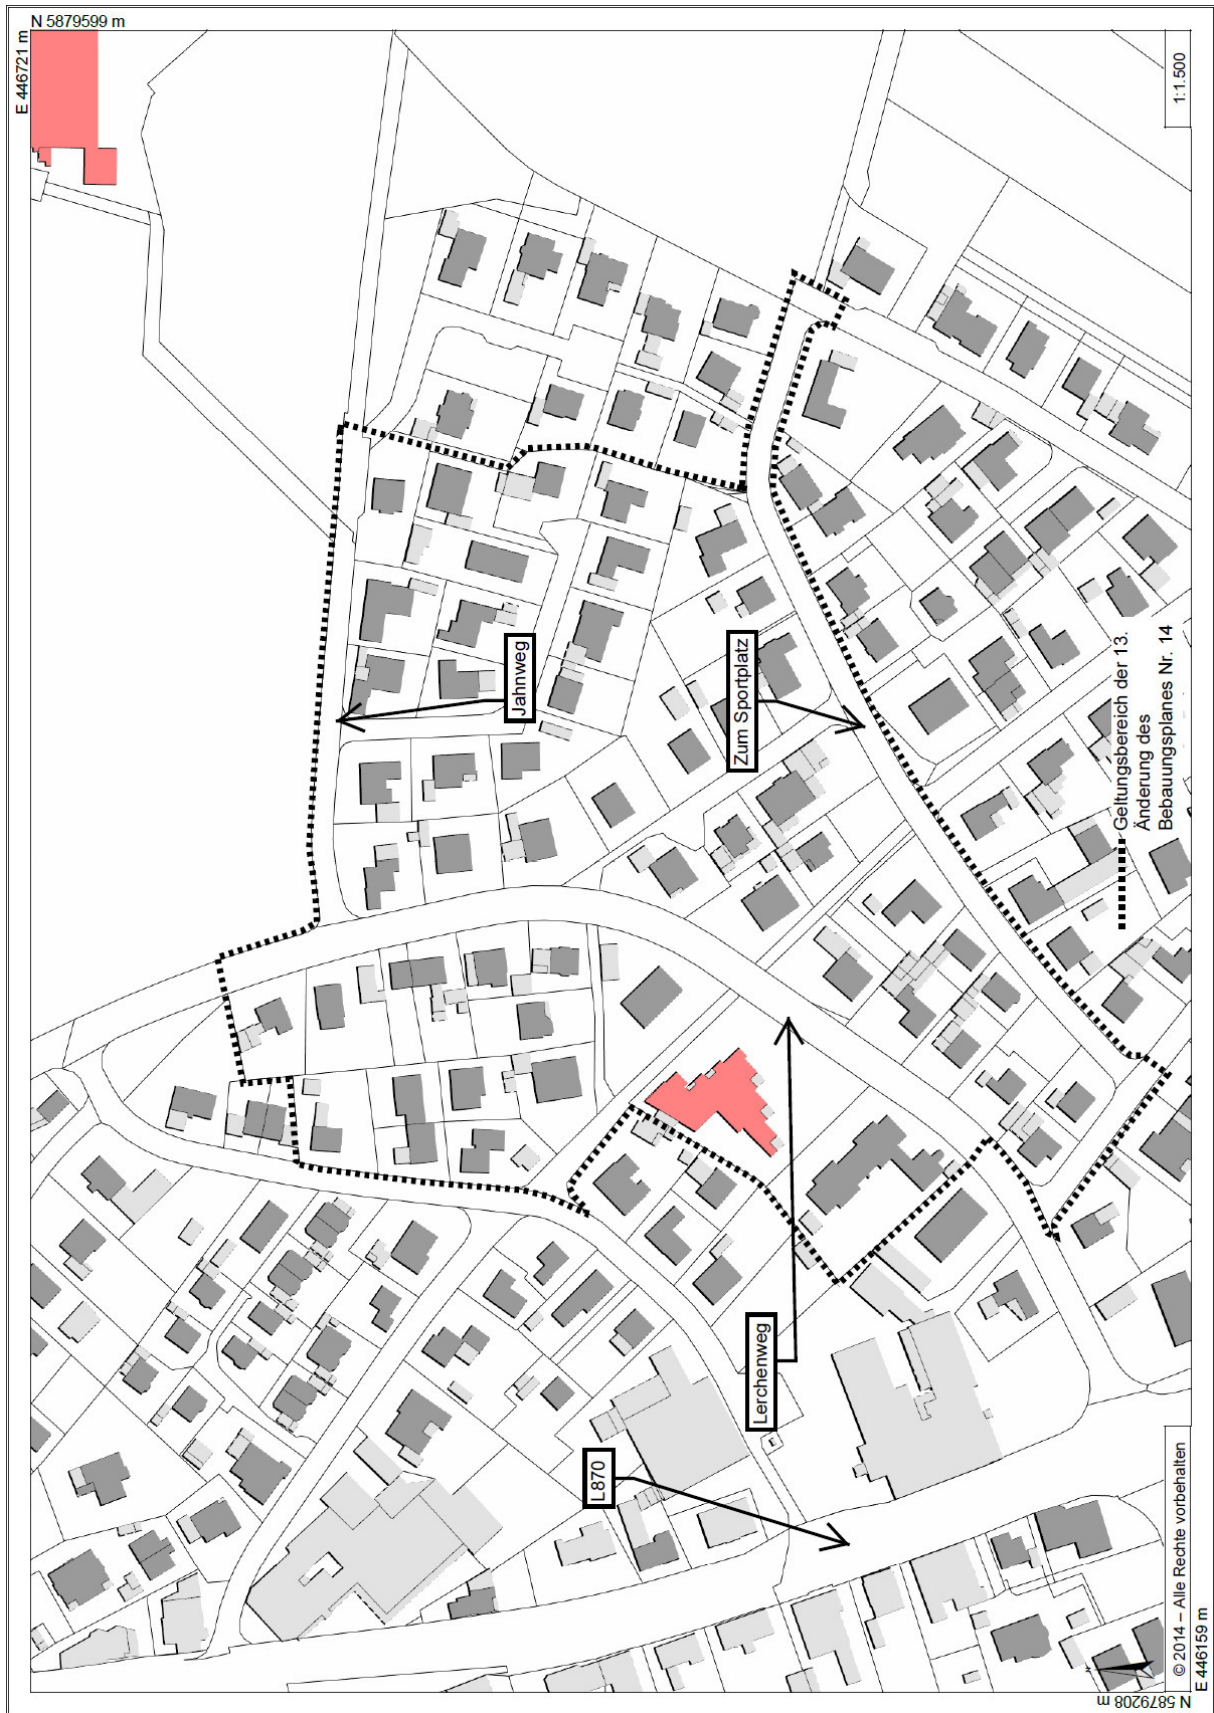 N 5879599 m
E 446721 m
1:1.500
Jahnweg
Zum Sportplatz
Geltungsbereich der 13.
Änderung des
Bebauungsplanes Nr. 14
Lerchenweg
L870
© 2014 – Alle Rechte vorbehalten
E 446159 m
N 5879208 m